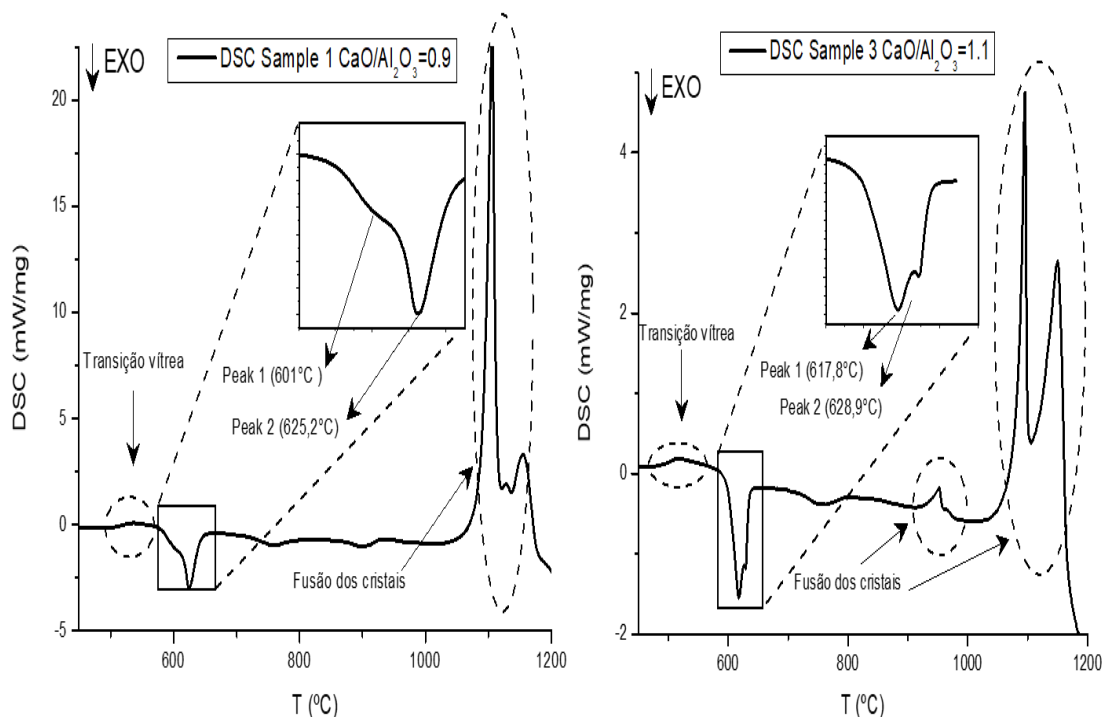 EXO
DSC Sample 1 CaO/Al2O3=0.9
DSC (mW/mg)
20
15
10
5
0
-5
Transição vítrea
Peak 1 (601°C )
Peak 2 (625,2°C)
Fusão dos cristais
600
800
1000
1200
T (ºC)
EXO
DSC Sample 3 CaO/Al2O3=1.1
DSC (mW/mg)
4
2
0
-2
Transição vítrea
Peak 1 (617,8°C)
Peak 2 (628,9°C)
Fusão dos cristais
600
800
1000
1200
T (ºC)